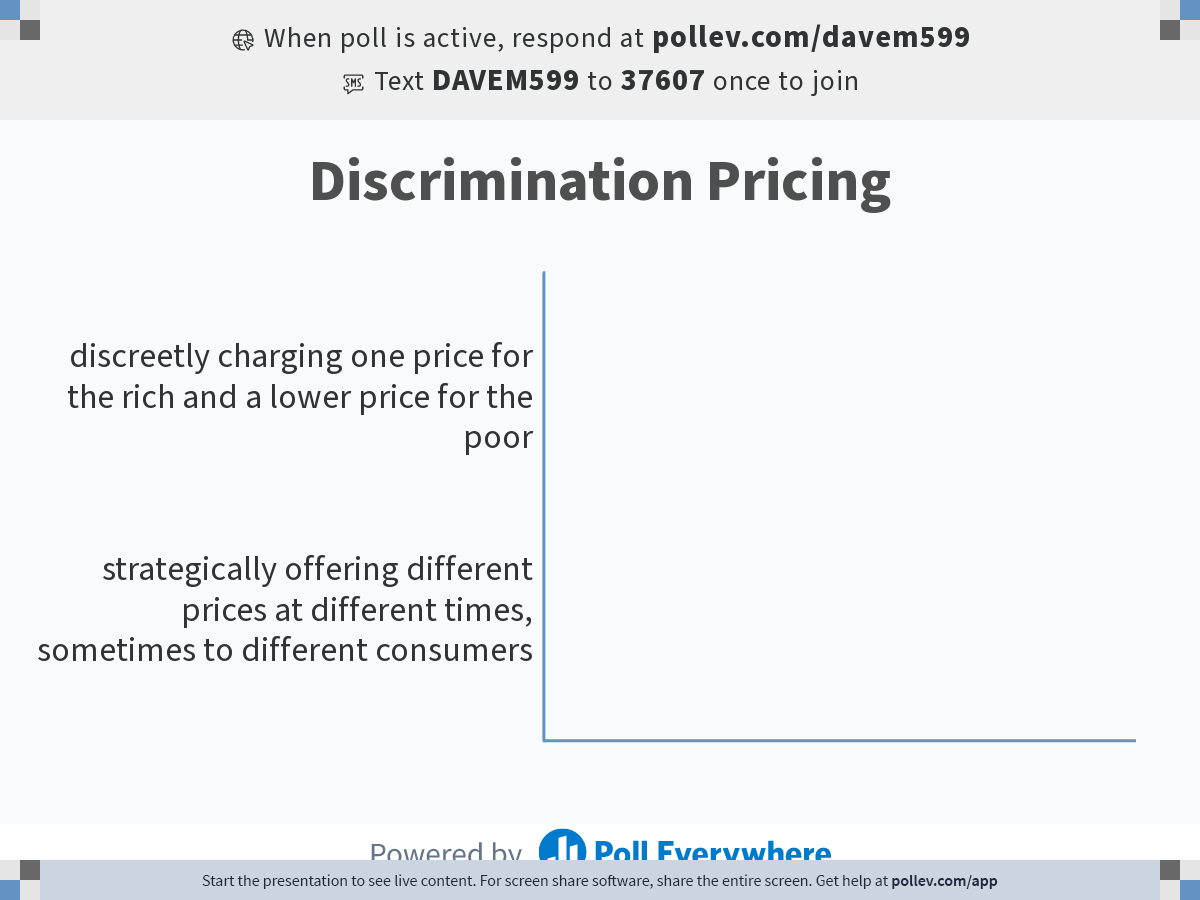 When poll is active, respond at pollev.com/davem599
SMS Text DAVEM599 to 37607 once to join
Discrimination Pricing
discreetly charging one price for
the rich and a lower price for the
poor
strategically offering different
prices at different times,
sometimes to different consumers
Powered by Poll Everywhere
Start the presentation to see live content. For screen share software, share the entire screen. Get help at pollev.com/app